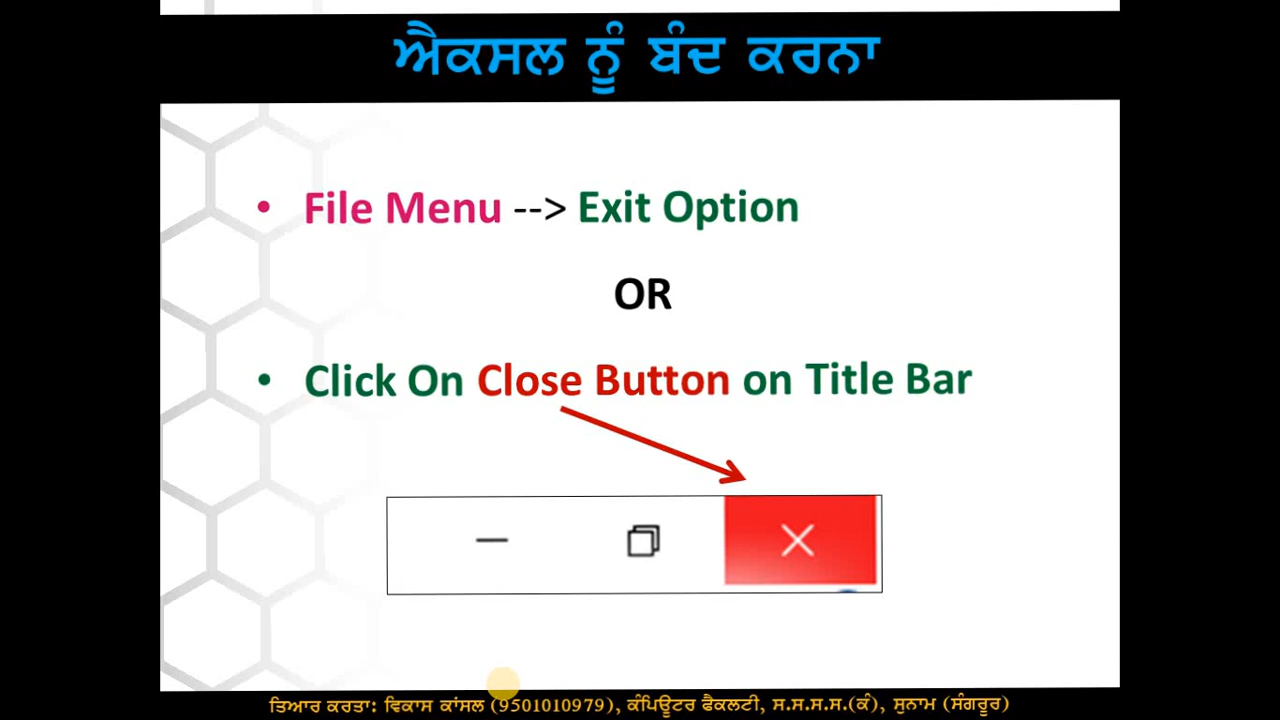 ਐਕਸਲ ਨੂੰ ਬੰਦ ਕਰਨਾ
• File Menu --> Exit Option
OR
• Click On Close Button on Title Bar
ਤਿਆਰ ਕਰਤਾ: ਵਿਕਾਸ ਕਾਂਸਲ (9501010979), ਕੰਪਿਊਟਰ ਫੈਕਲਟੀ, ਸ.ਸ.ਸ.ਸ.(ਕੰ), ਸੁਨਾਮ (ਸੰਗਰੂਰ)